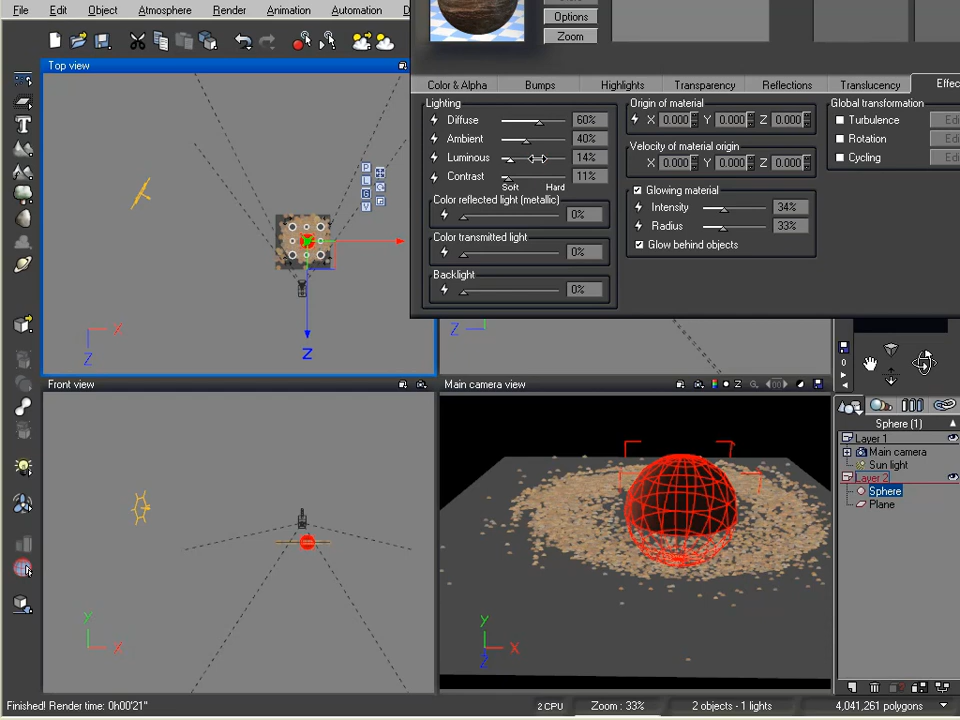 File Edit Object Atmosphere Render Animation Automation
Options
Zoom
Top view
Color & Alpha Bumps Highlights Transparency Reflections Translucency Effec
Lighting
Diffuse 60%
Ambient 40%
Luminous 14%
Contrast 11%
Soft Hard
Color reflected light (metallic)
0%
Color transmitted light
0%
Backlight
0%
Origin of material
X 0.000 Y 0.000 Z 0.000
Velocity of material origin
X 0.000 Y 0.000 Z 0.000
Glowing material
Intensity 34%
Radius 33%
Glow behind objects
Global transformation
Turbulence
Rotation
Cycling
P
L
G
V
X
Z
Z
Z
Front view
Main camera view
Y
X
Y
X
Z
Sphere (1)
Layer 1
Main camera
Sun light
Layer 2
Sphere
Plane
Finished! Render time: 0h00'21" 2 CPU Zoom : 33% 2 objects - 1 lights 4,041,261 polygons